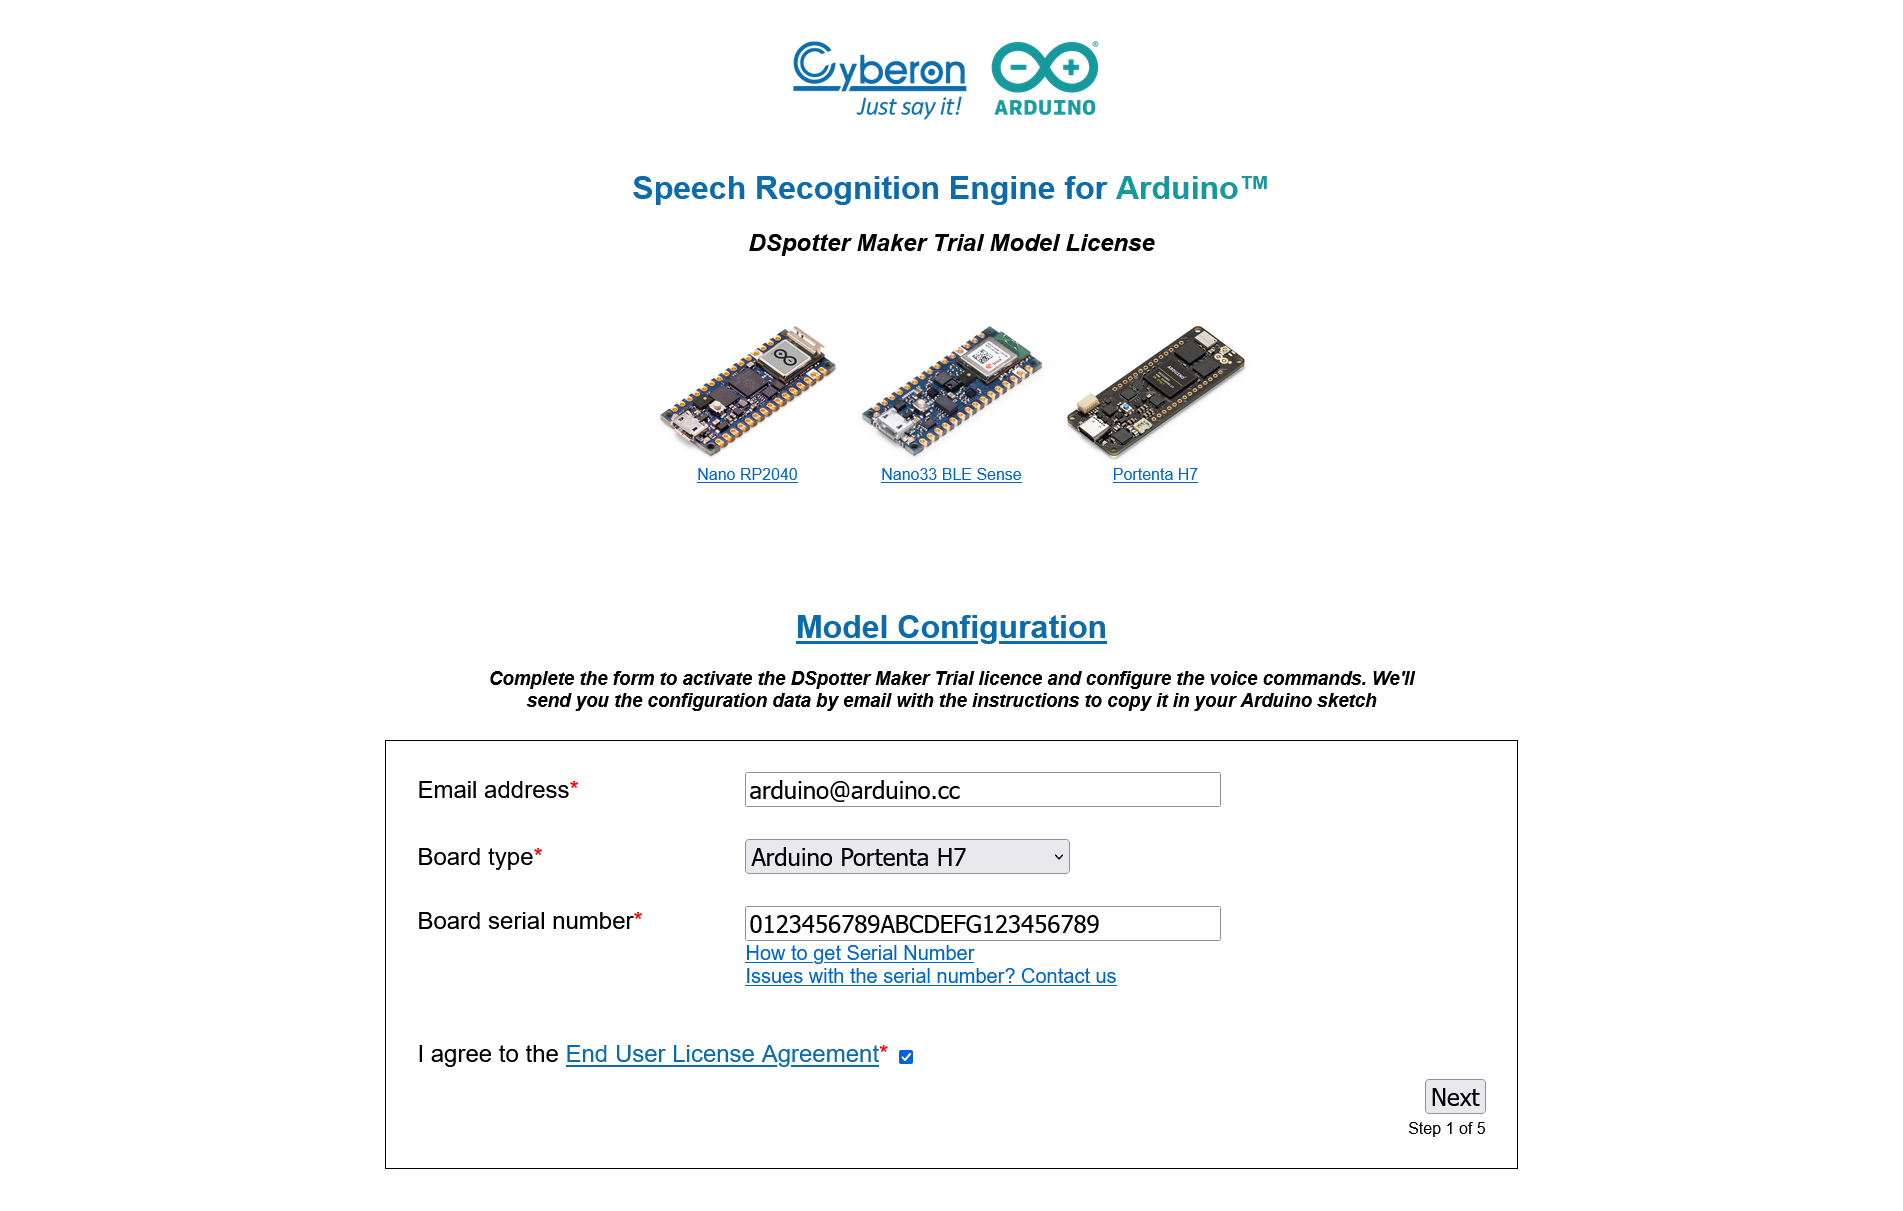 Cyberon
Just say it!
ARDUINO
Speech Recognition Engine for Arduino™
DSpotter Maker Trial Model License
Nano RP2040
Nano33 BLE Sense
Portenta H7
Model Configuration
Complete the form to activate the DSpotter Maker Trial licence and configure the voice commands. We'll
send you the configuration data by email with the instructions to copy it in your Arduino sketch
Email address*
arduino@arduino.cc
Board type*
Arduino Portenta H7
Board serial number*
0123456789ABCDEFG123456789
How to get Serial Number
Issues with the serial number? Contact us
I agree to the End User License Agreement*
Next
Step 1 of 5